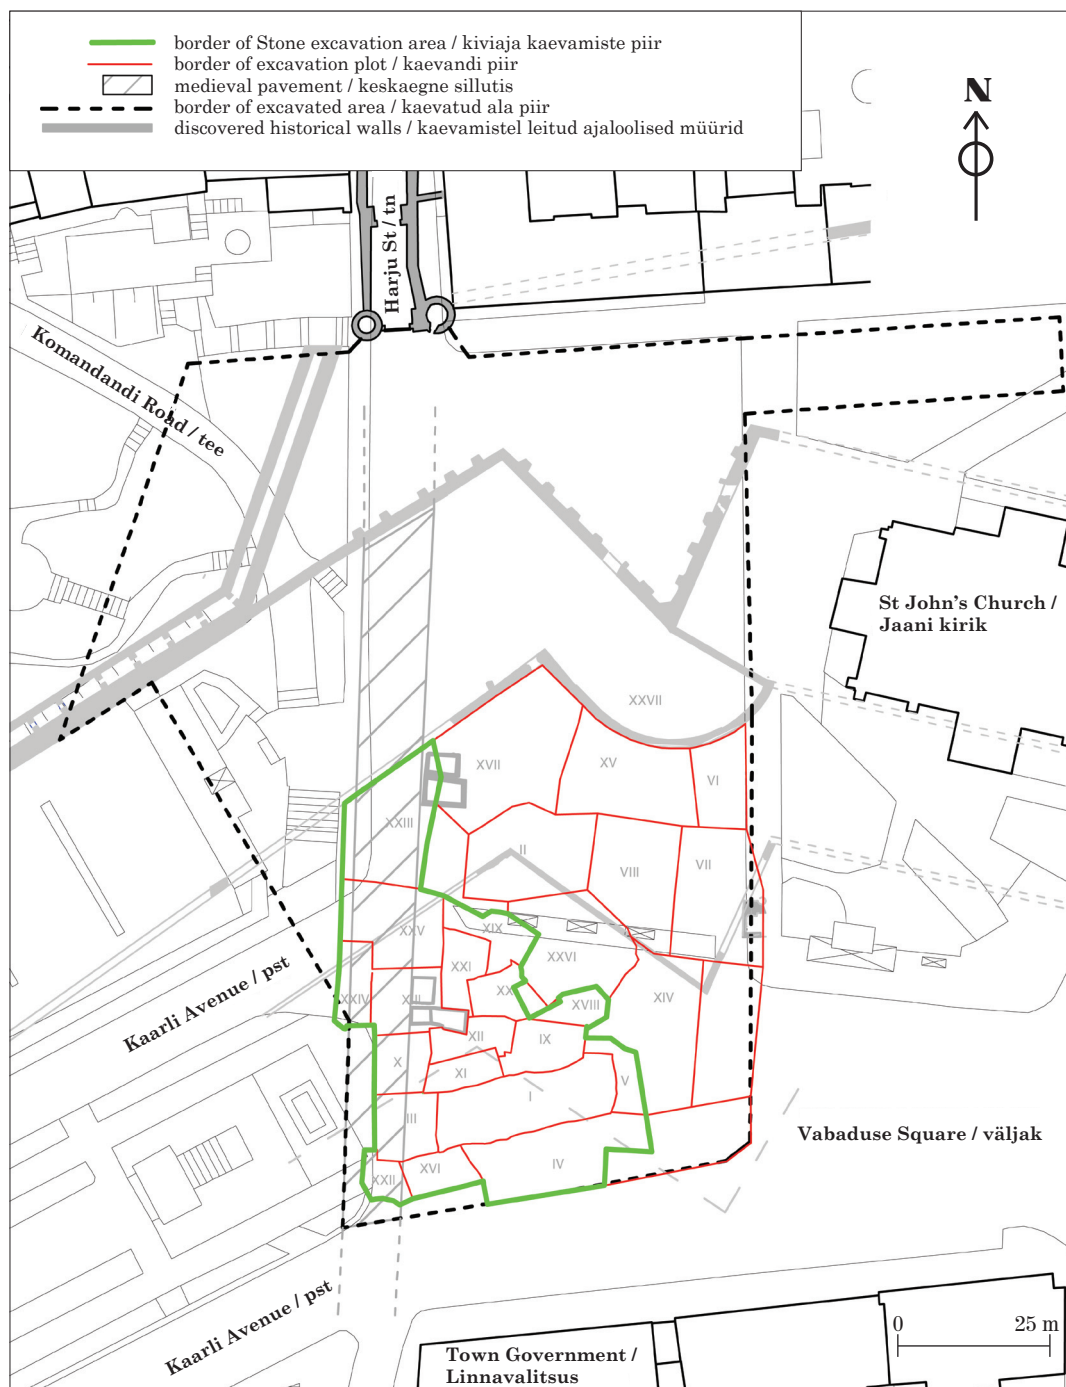 border of Stone excavation area / kiviaja kaevamiste piir
border of excavation plot / kaevandi piir
medieval pavement / keskaegne sillutis
border of excavated area / kaevatud ala piir
discovered historical walls / kaevamistel leitud ajaloolised müürid
N
Harju St / tn
Komandandi Road / tee
St John's Church /
Jaani kirik
XXVII
XVII
XV
VI
XXIII
II
VIII
VII
XIX
XXV
XXVI
XXI
XX
XXIV
XIII
XVIII
XIV
XII
IX
X
XI
V
I
III
XVI
IV
XXII
Kaarli Avenue / pst
Vabaduse Square / väljak
Kaarli Avenue / pst
Town Government /
Linnavalitsus
0 25 m